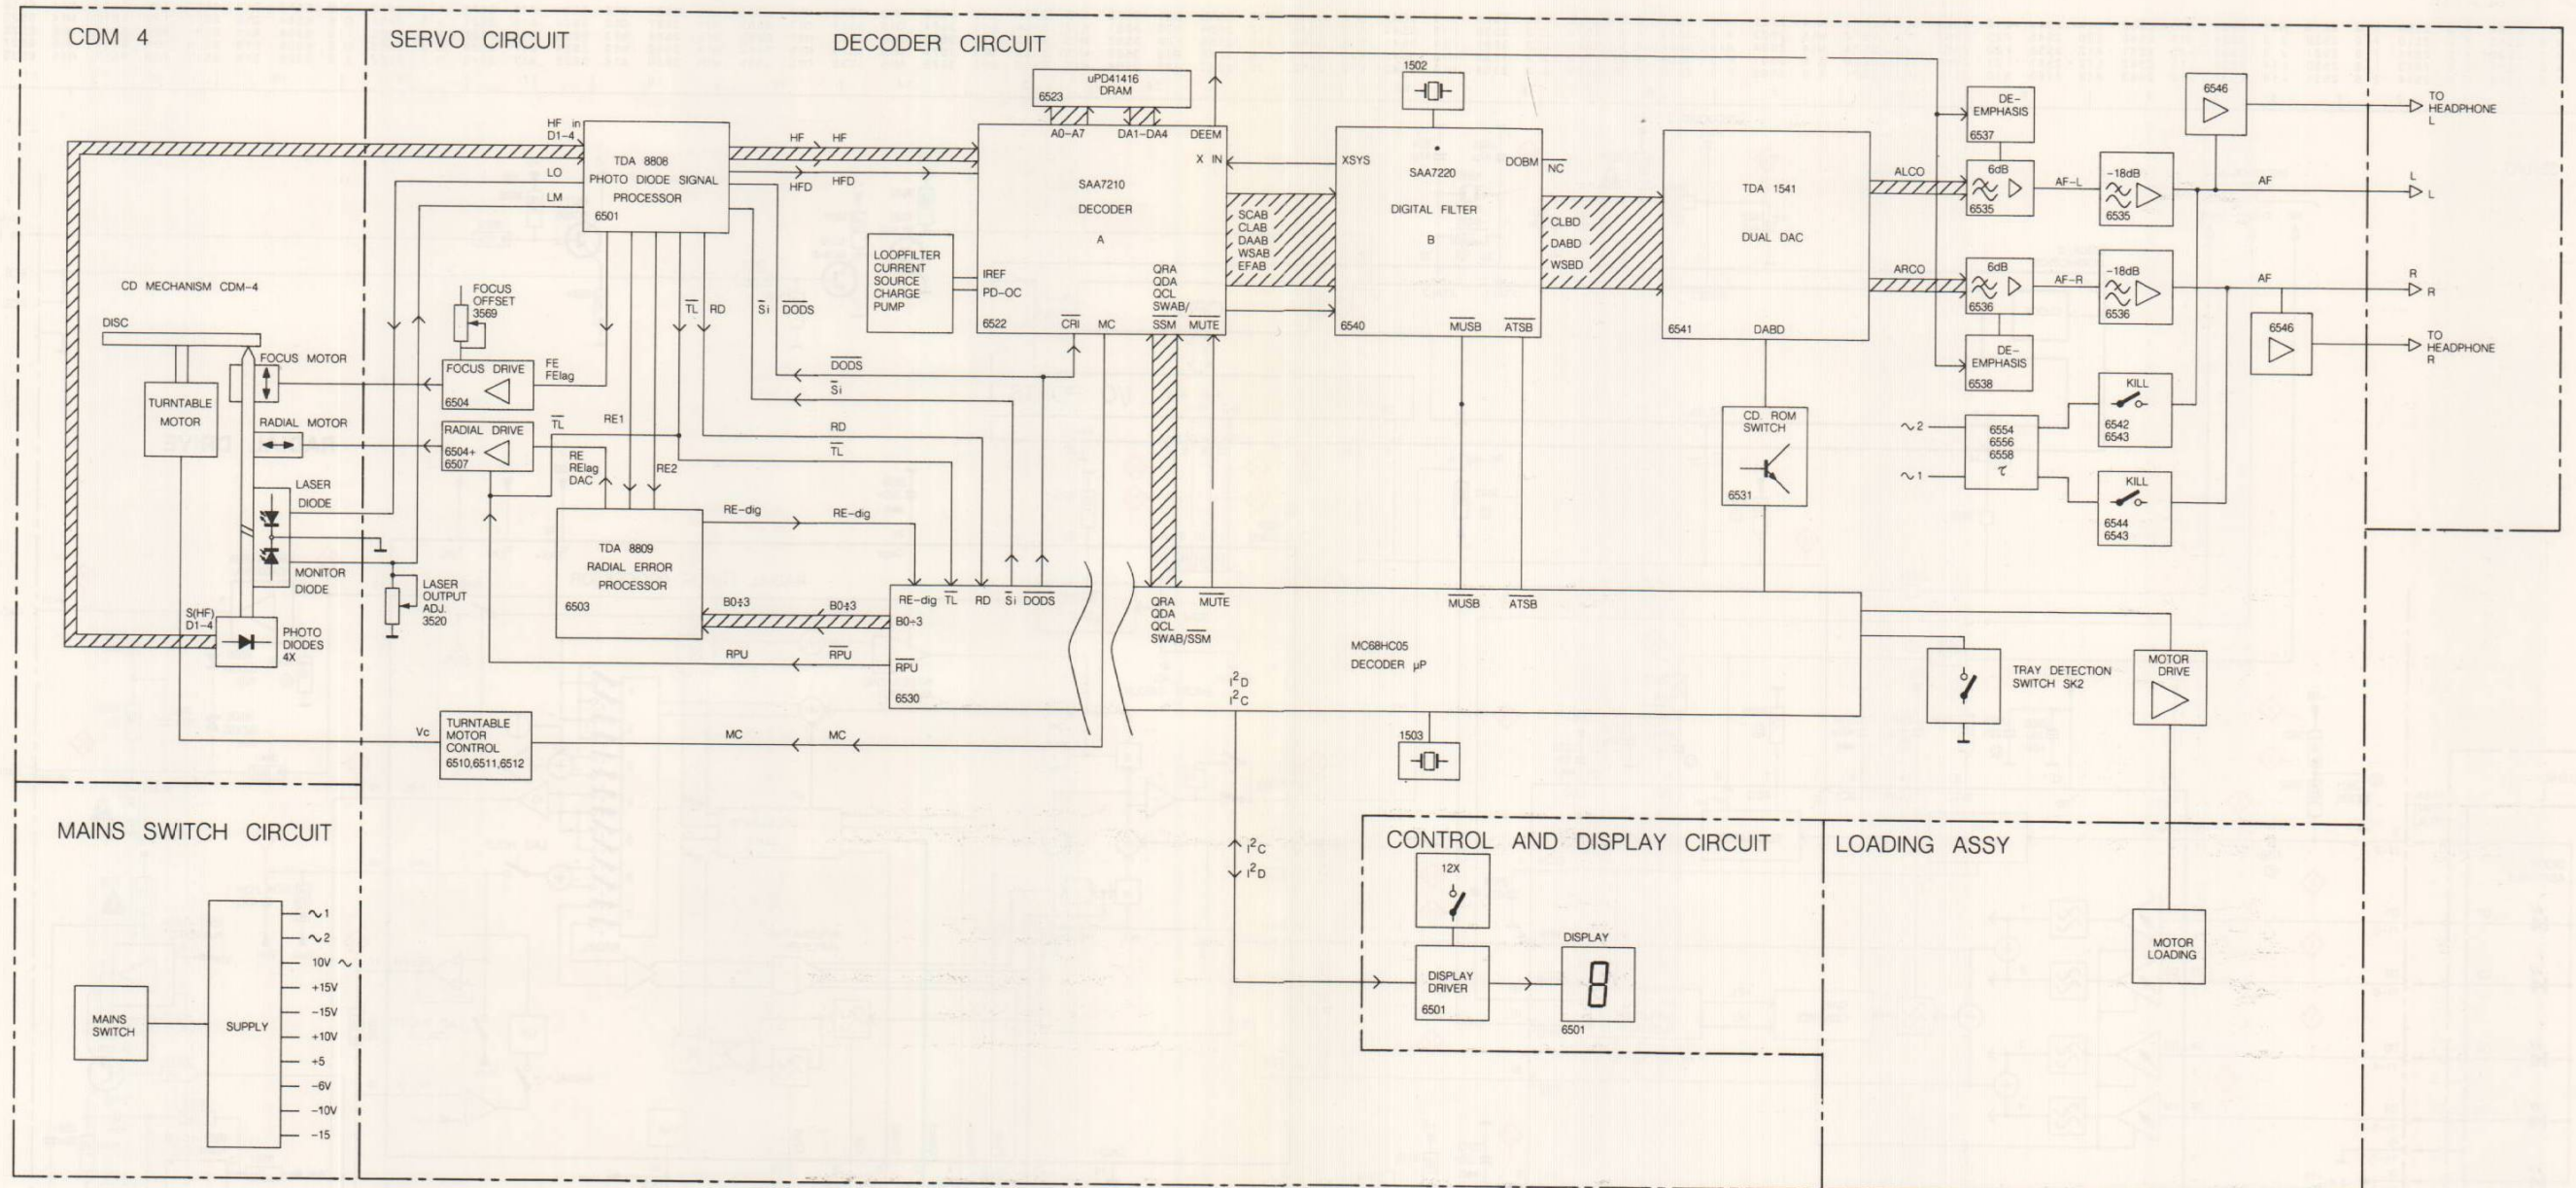 CDM 4
SERVO CIRCUIT
DECODER CIRCUIT
HF in
D1-4
LO
LM
TDA 8808
PHOTO DIODE SIGNAL
PROCESSOR
6501
HF
HF
HFD
HFD
uPD41416
DRAM
6523
A0-A7
DA1-DA4
DEEM
X IN
SAA7210
DECODER
A
IREF
PD-OC
QRA
QDA
QCL
SWAB/
SSM
MUTE
CRI
MC
6522
LOOPFILTER
CURRENT
SOURCE
CHARGE
PUMP
SCAB
CLAB
DAAB
WSAB
EFAB
1502
XSYS
SAA7220
DIGITAL FILTER
B
DOBM
NC
6540
MUSB
ATSB
CLBD
DABD
WSBD
TDA 1541
DUAL DAC
6541
DABD
ALCO
ARCO
DE-
EMPHASIS
6537
6dB
6535
AF-L
-18dB
6535
6546
AF
TO
HEADPHONE
L
L
L
6dB
6536
AF-R
-18dB
6536
AF
R
R
6546
TO
HEADPHONE
R
DE-
EMPHASIS
6538
KILL
6542
6543
KILL
6544
6543
∿2
∿1
6554
6556
6558
τ
CD. ROM
SWITCH
6531
CD MECHANISM CDM-4
DISC
FOCUS MOTOR
TURNTABLE
MOTOR
RADIAL MOTOR
LASER
DIODE
MONITOR
DIODE
S(HF)
D1-4
PHOTO
DIODES
4X
LASER
OUTPUT
ADJ.
3520
FOCUS
OFFSET
3569
FOCUS DRIVE
6504
FE
FElag
RADIAL DRIVE
6504+
6507
TL
RE1
RE
RElag
DAC
RE2
TL
RD
Si
DODS
DODS
Si
RD
TL
TDA 8809
RADIAL ERROR
PROCESSOR
6503
RE-dig
RE-dig
B0÷3
B0÷3
RPU
RPU
RE-dig
TL
RD
Si
DODS
B0÷3
RPU
6530
QRA
QDA
QCL
SWAB/SSM
MUTE
MUSB
ATSB
MC68HC05
DECODER µP
I²D
I²C
TURNTABLE
MOTOR
CONTROL
6510,6511,6512
Vc
MC
MC
1503
TRAY DETECTION
SWITCH SK2
MOTOR
DRIVE
I²C
I²D
MAINS SWITCH CIRCUIT
MAINS
SWITCH
SUPPLY
∿1
∿2
10V ∿
+15V
-15V
+10V
+5
-6V
-10V
-15
CONTROL AND DISPLAY CIRCUIT
12X
DISPLAY
DRIVER
6501
DISPLAY
8
6501
LOADING ASSY
MOTOR
LOADING